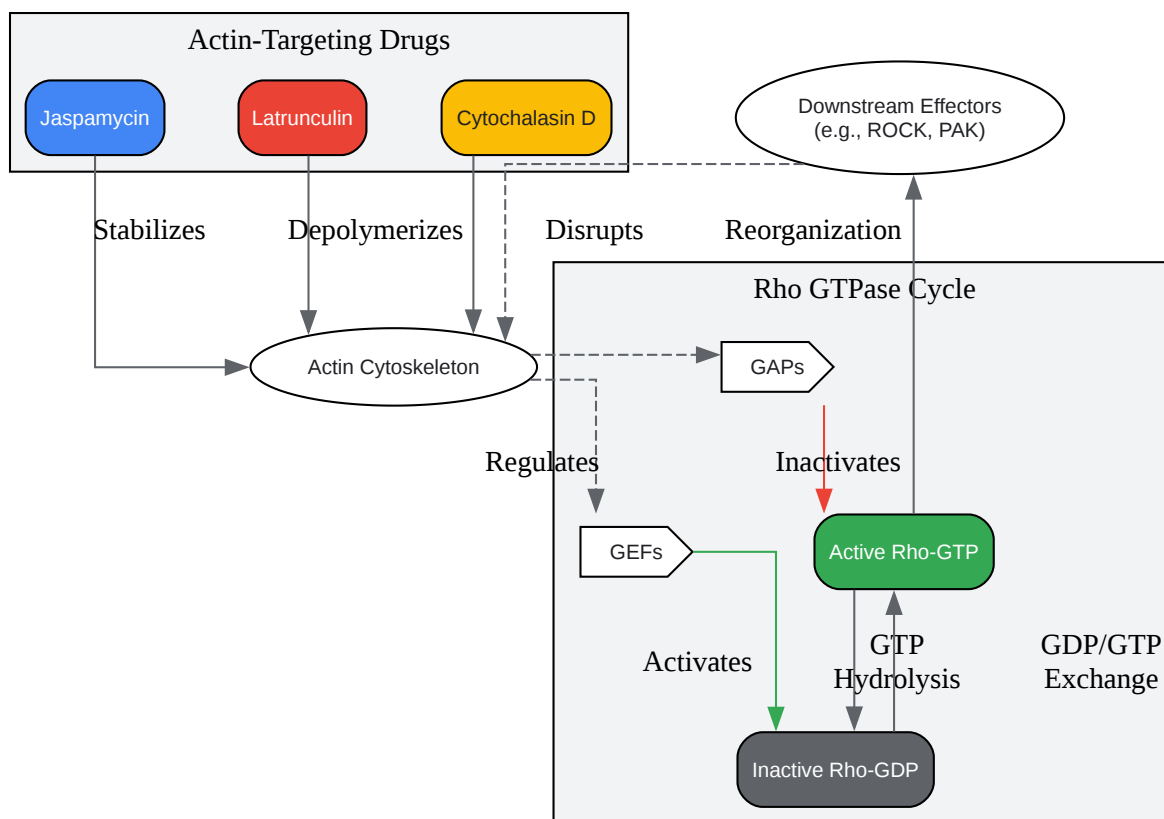 Actin-Targeting Drugs
Jaspamycin
Latrunculin
Cytochalasin D
Downstream Effectors
(e.g., ROCK, PAK)
Stabilizes
Depolymerizes
Disrupts
Reorganization
Rho GTPase Cycle
Actin Cytoskeleton
GAPs
Regulates
Inactivates
GEFs
Active Rho-GTP
Activates
GTP
Hydrolysis
GDP/GTP
Exchange
Inactive Rho-GDP